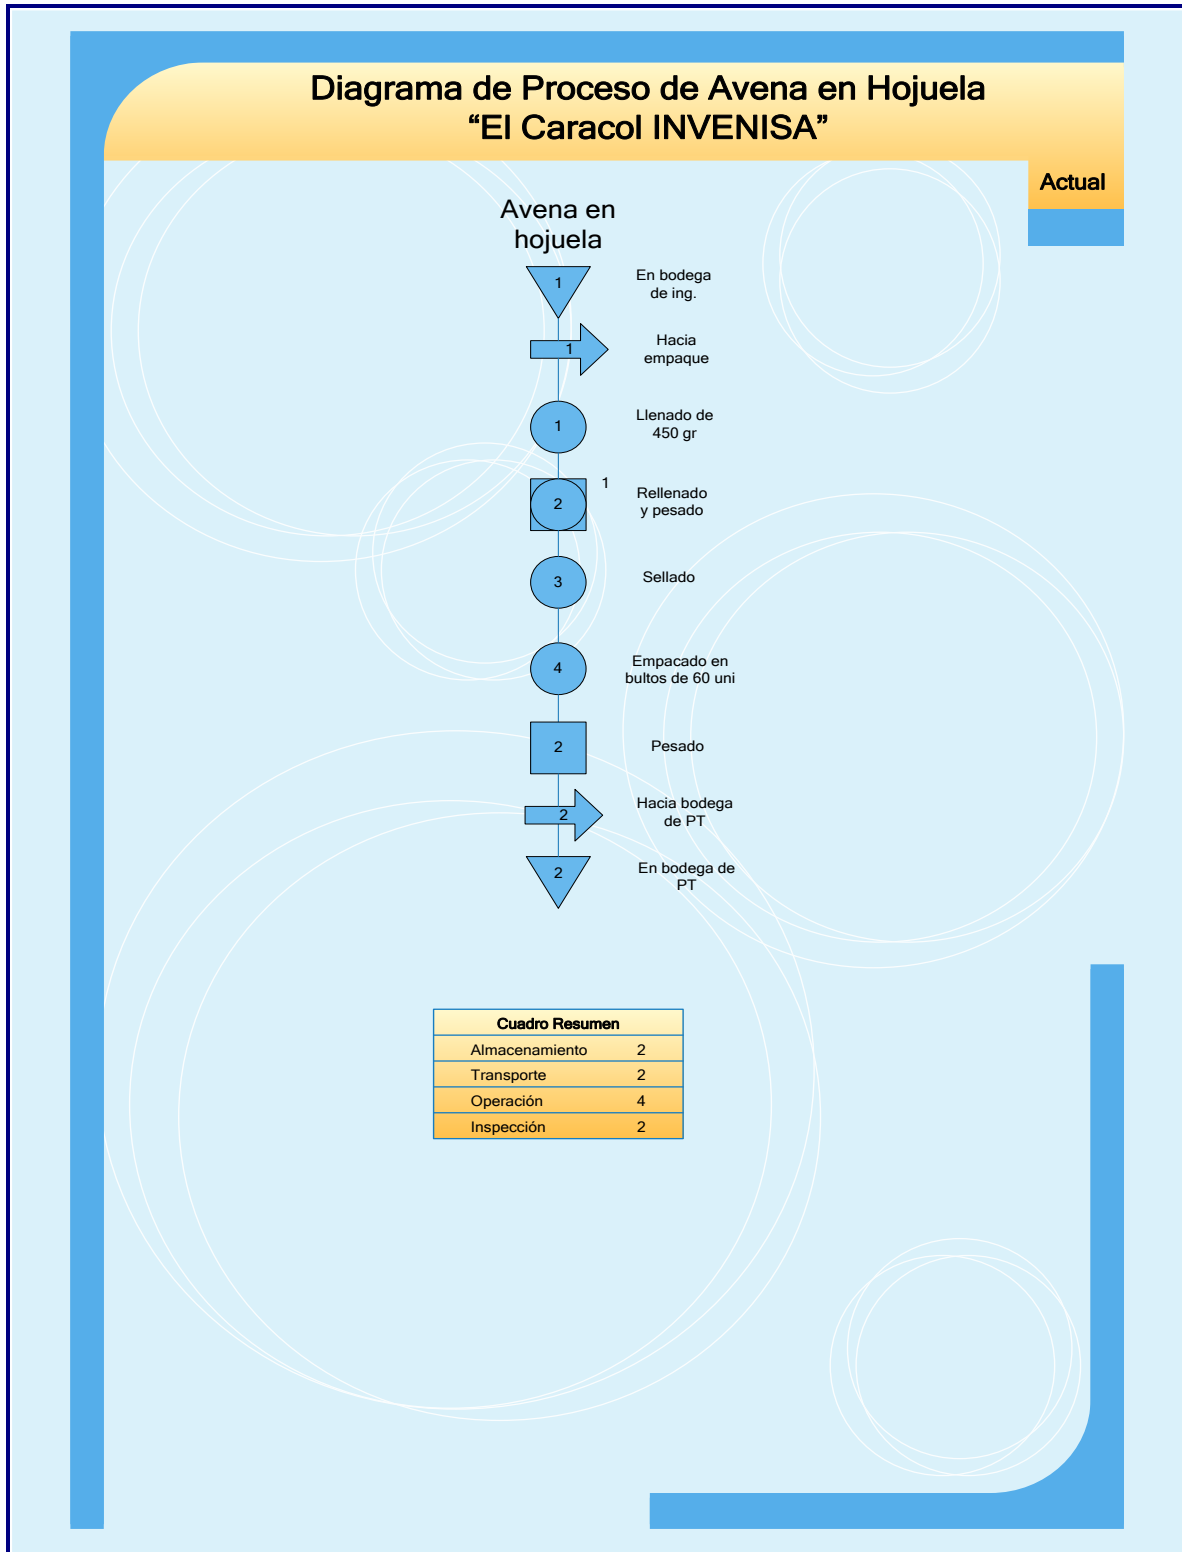 Diagrama de Proceso de Avena en Hojuela
“El Caracol INVENISA”
Actual
Avena en
hojuela
1
En bodega
de ing.
1
Hacia
empaque
1
Llenado de
450 gr
2
1
Rellenado
y pesado
3
Sellado
4
Empacado en
bultos de 60 uni
2
Pesado
2
Hacia bodega
de PT
2
En bodega de
PT
Cuadro Resumen
Almacenamiento 2
Transporte 2
Operación 4
Inspección 2